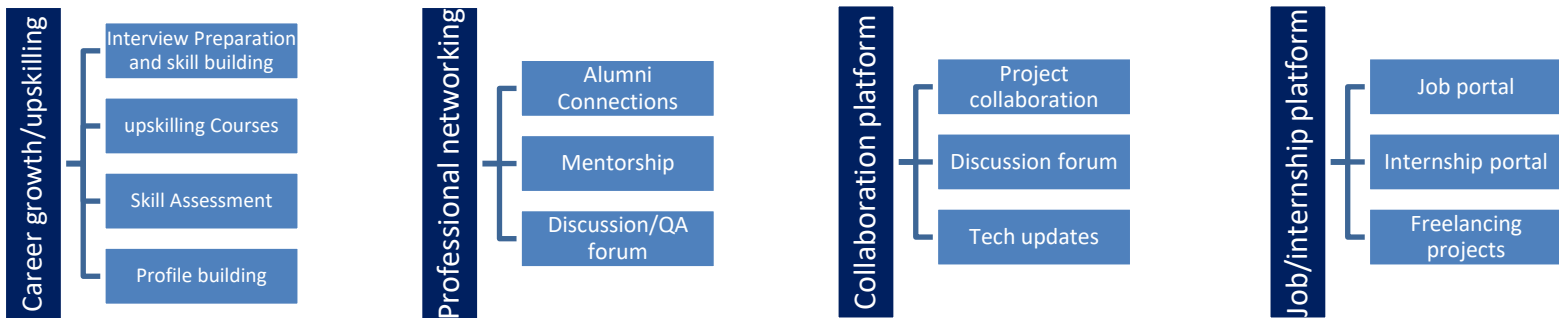 Career growth/upskilling
Interview Preparation
and skill building
upskilling Courses
Skill Assessment
Profile building
Professional networking
Alumni
Connections
Mentorship
Discussion/QA
forum
Collaboration platform
Project
collaboration
Discussion forum
Tech updates
Job/internship platform
Job portal
Internship portal
Freelancing
projects